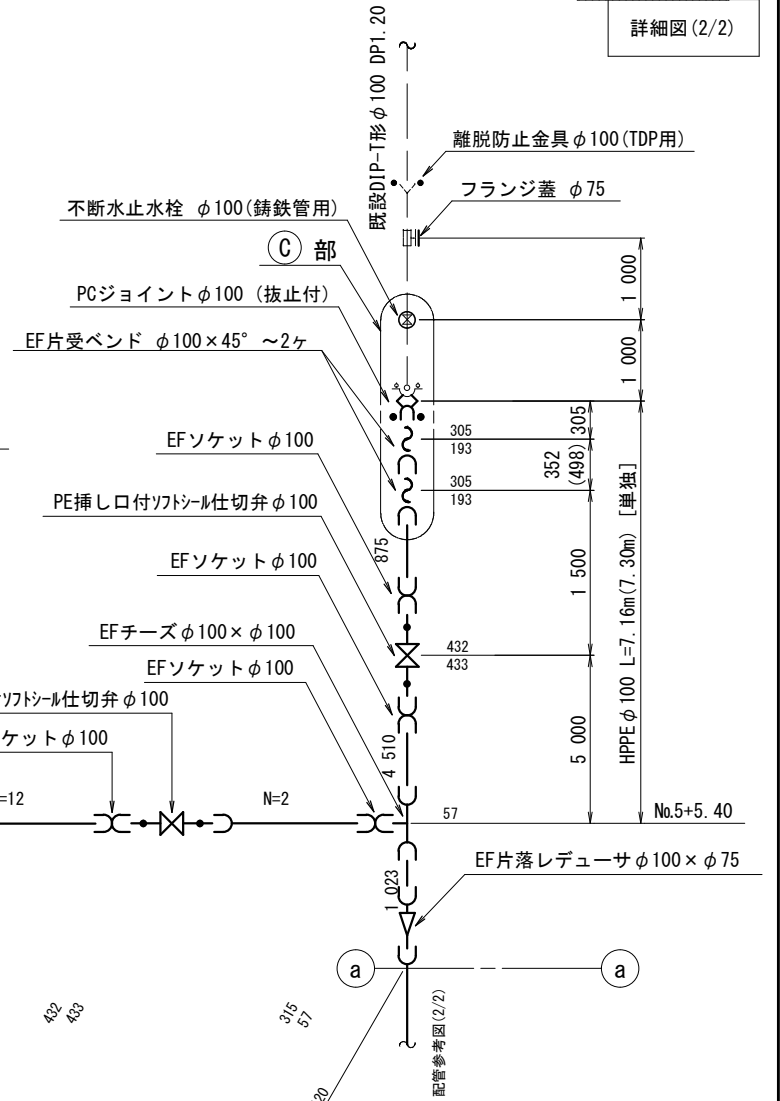 詳細図(2/2)
既設DIP-T形φ100 DP1.20
離脱防止金具φ100(TDP用)
フランジ蓋 φ75
不断水止水栓 φ100(鋳鉄管用)
C 部
PCジョイントφ100 (抜止付)
EF片受ベンド φ100×45° ～2ヶ
1 000
1 000
305
305
193
352
(498)
305
193
EFソケットφ100
PE挿し口付ソフトシール仕切弁φ100
875
1 500
HPPEφ100 L=7.16m(7.30m) [単独]
EFソケットφ100
EFチーズφ100×φ100
432
433
EFソケットφ100
ソフトシール仕切弁φ100
ケットφ100
4 510
5 000
=12
N=2
57
No.5+5.40
EF片落レデューサφ100×φ75
1 023
a
a
432
433
315
57
配管参考図(2/2)
20